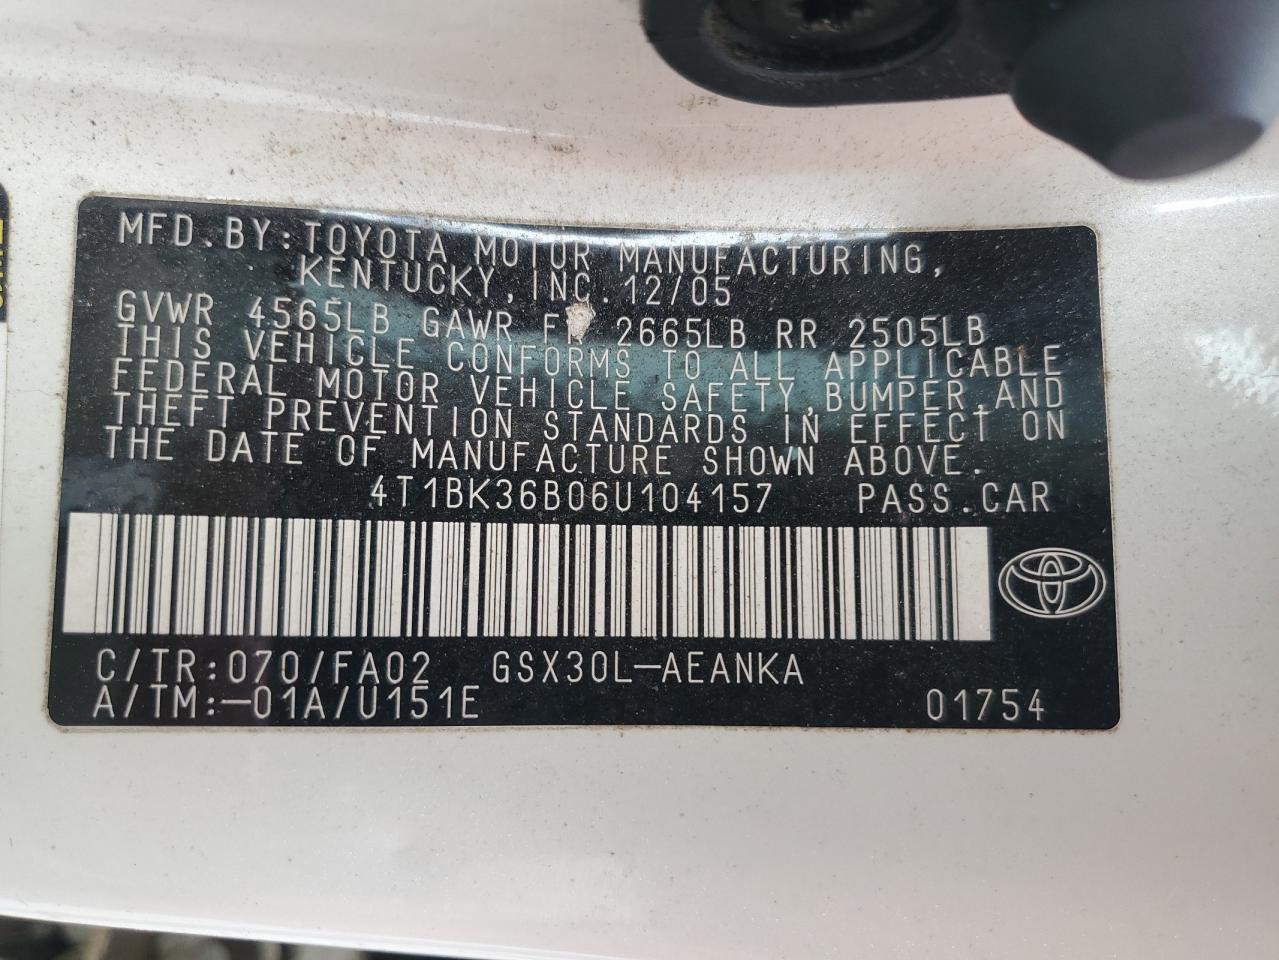 MFD.BY:TOYOTA MOTOR MANUFACTURING,
KENTUCKY,INC.12/05
GVWR 4565LB GAWR 2665LB RR 2505LB
THIS VEHICLE CONFORMS TO ALL APPLICABLE
FEDERAL MOTOR VEHICLE SAFETY,BUMPER,AND
THEFT PREVENTION STANDARDS IN EFFECT ON
THE DATE OF MANUFACTURE SHOWN ABOVE.
4T1BK36B06U104157 PASS.CAR
C/TR:070/FA02 GSX30L-AEANKA
A/TM:-01A/U151E 01754